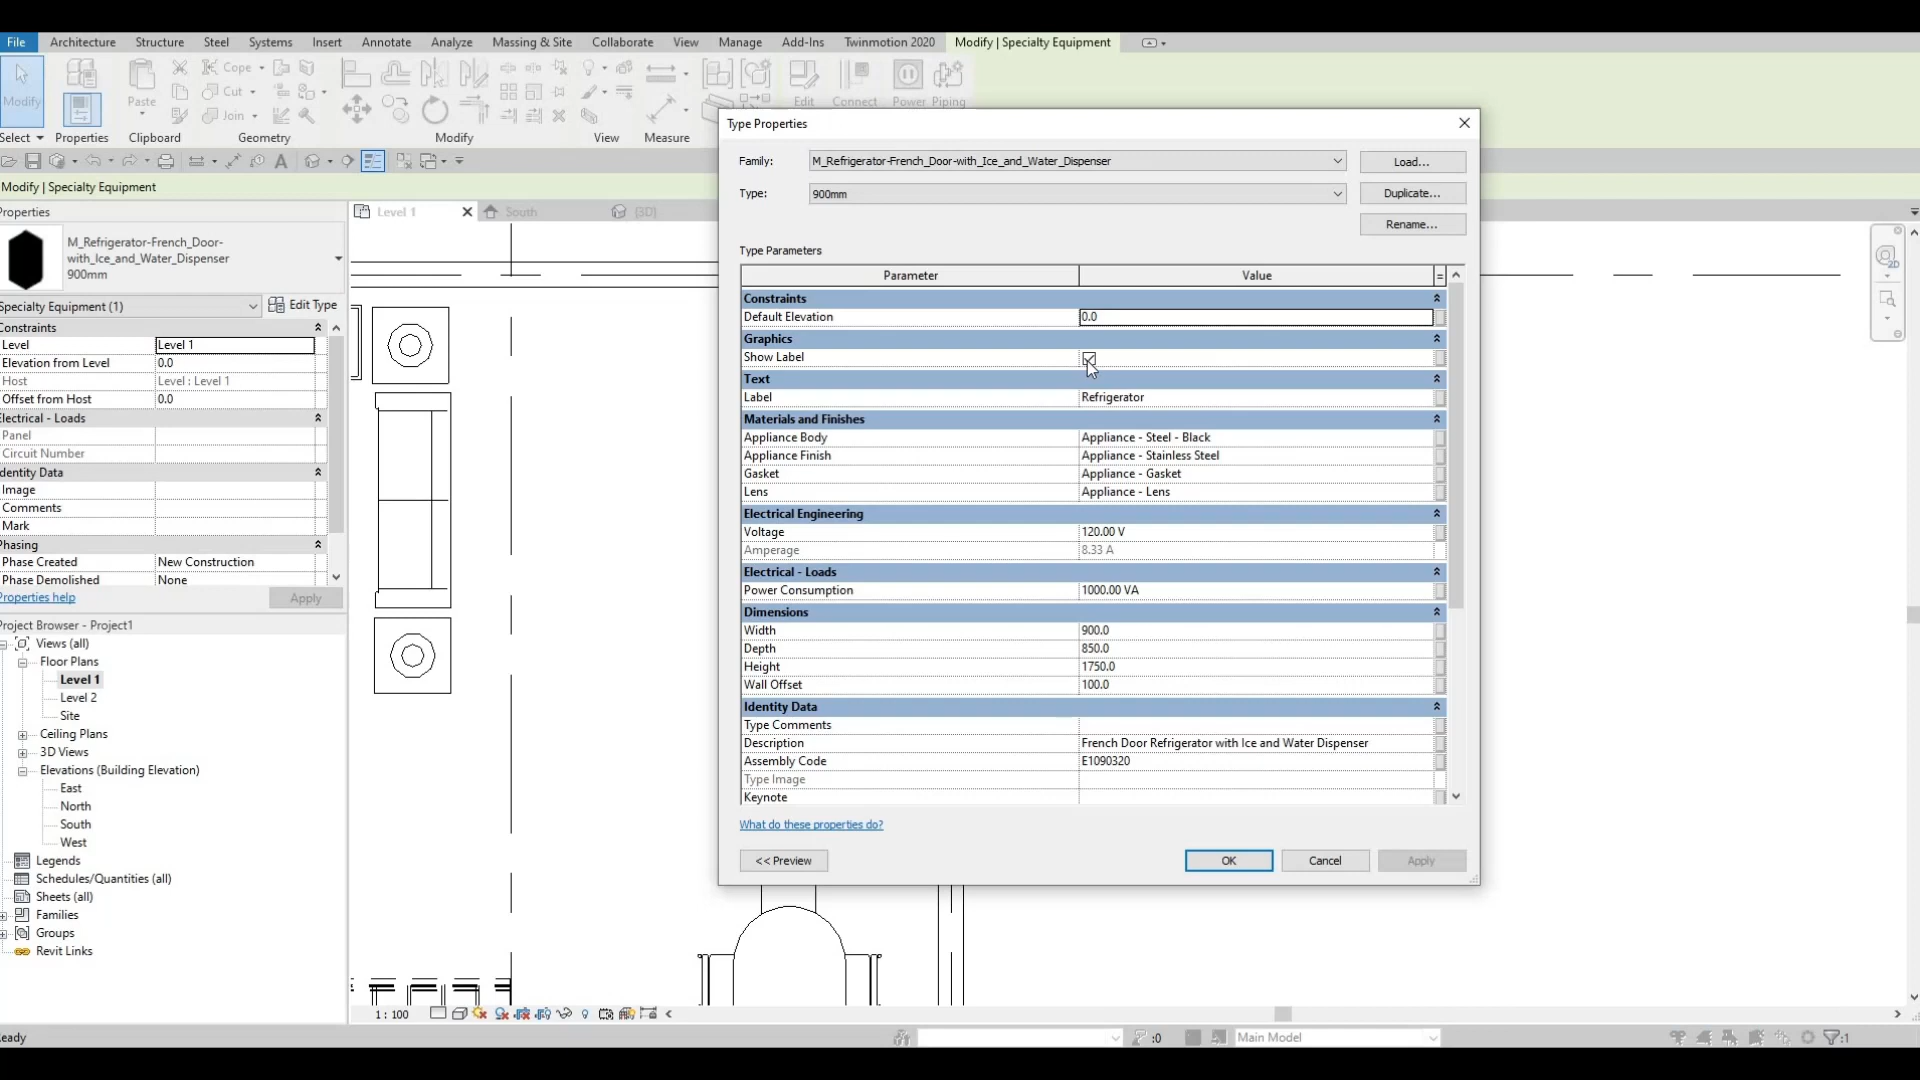 File Architecture Structure Steel Systems Insert Annotate Analyze Massing & Site Collaborate View Manage Add-Ins Twinmotion 2020 Modify | Specialty Equipment
Modify Paste Cope Cut Join Edit Connect Power Piping
Select Properties Clipboard Geometry Modify View Measure
Modify | Specialty Equipment
Properties
Level 1 South {3D}
M_Refrigerator-French_Door-
with_Ice_and_Water_Dispenser
900mm
Specialty Equipment (1) Edit Type
Constraints
Level Level 1
Elevation from Level 0.0
Host Level : Level 1
Offset from Host 0.0
Electrical - Loads
Panel
Circuit Number
Identity Data
Image
Comments
Mark
Phasing
Phase Created New Construction
Phase Demolished None
Properties help Apply
Project Browser - Project1
Views (all)
Floor Plans
Level 1
Level 2
Site
Ceiling Plans
3D Views
Elevations (Building Elevation)
East
North
South
West
Legends
Schedules/Quantities (all)
Sheets (all)
Families
Groups
Revit Links
Type Properties
Family: M_Refrigerator-French_Door-with_Ice_and_Water_Dispenser Load...
Type: 900mm Duplicate...
Rename...
Type Parameters
Parameter Value =
Constraints
Default Elevation 0.0
Graphics
Show Label
Text
Label Refrigerator
Materials and Finishes
Appliance Body Appliance - Steel - Black
Appliance Finish Appliance - Stainless Steel
Gasket Appliance - Gasket
Lens Appliance - Lens
Electrical Engineering
Voltage 120.00 V
Amperage 8.33 A
Electrical - Loads
Power Consumption 1000.00 VA
Dimensions
Width 900.0
Depth 850.0
Height 1750.0
Wall Offset 100.0
Identity Data
Type Comments
Description French Door Refrigerator with Ice and Water Dispenser
Assembly Code E1090320
Type Image
Keynote
What do these properties do?
<< Preview OK Cancel Apply
2D
1 : 100
eady :0 Main Model :1